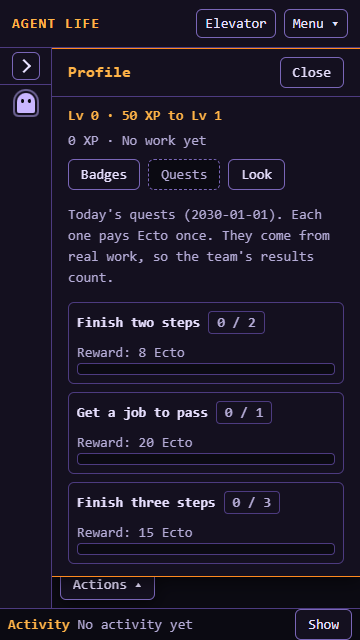 AGENT LIFE Elevator Menu ▾
Profile Close
Lv 0 · 50 XP to Lv 1
0 XP · No work yet
Badges Quests Look
Today's quests (2030-01-01). Each
one pays Ecto once. They come from
real work, so the team's results
count.
Finish two steps 0 / 2
Reward: 8 Ecto
Get a job to pass 0 / 1
Reward: 20 Ecto
Finish three steps 0 / 3
Reward: 15 Ecto
Actions ▴
Activity No activity yet Show